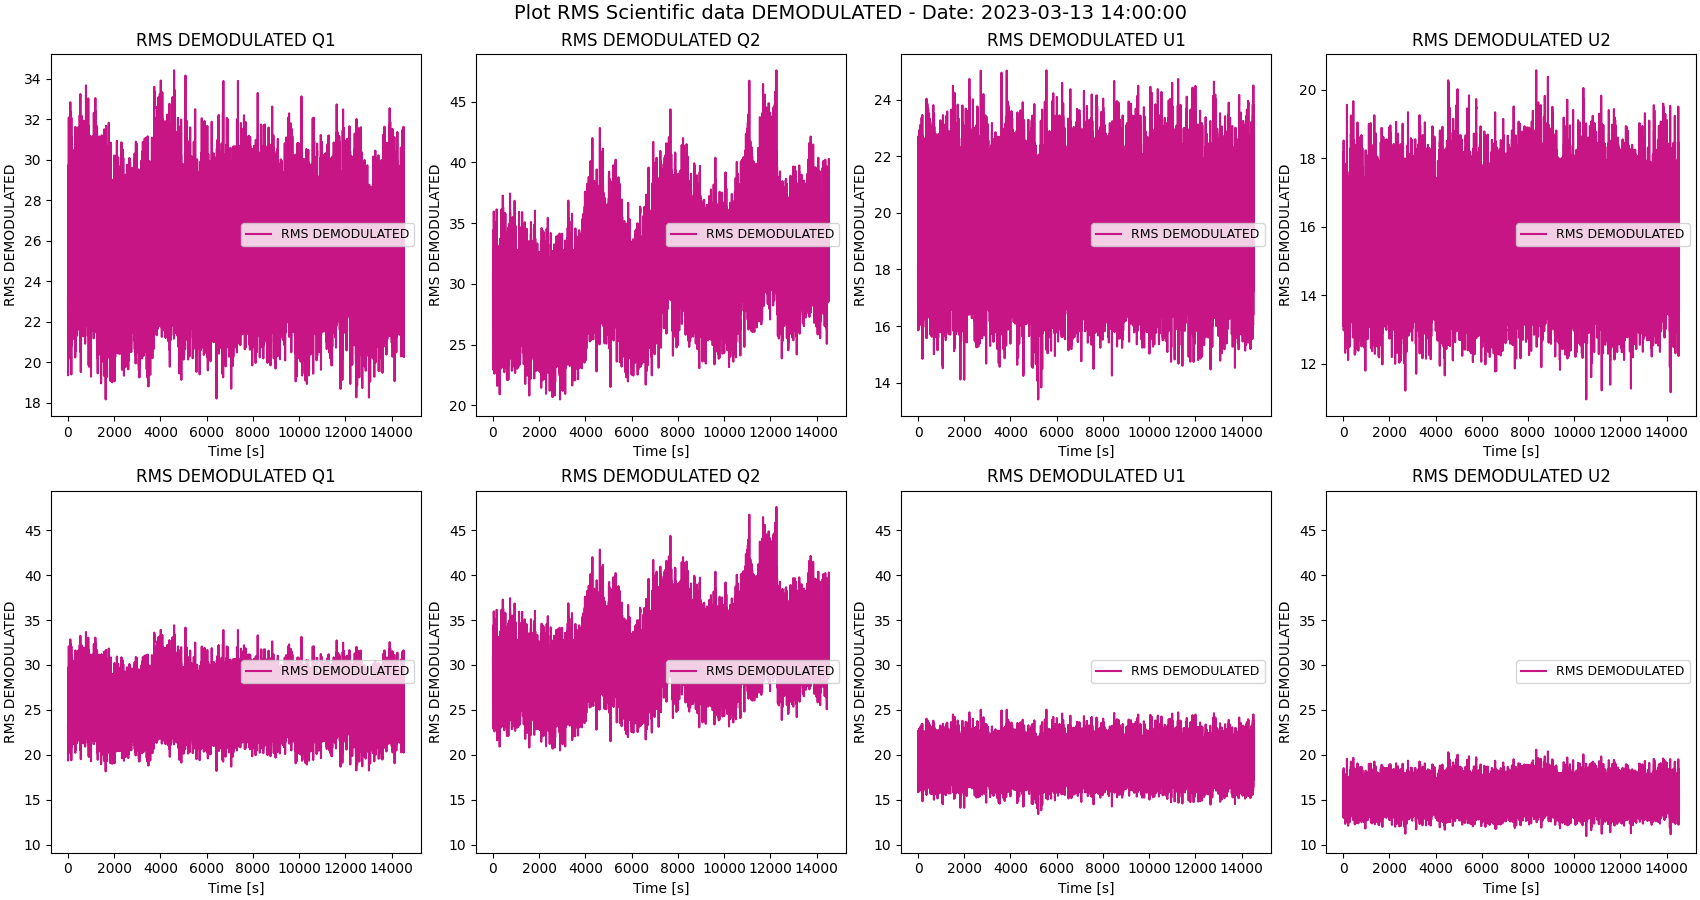 Plot RMS Scientific data DEMODULATED - Date: 2023-03-13 14:00:00
RMS DEMODULATED Q1
RMS DEMODULATED
34
32
30
28
26
24
22
20
18
RMS DEMODULATED
0 2000 4000 6000 8000 10000 12000 14000
Time [s]
RMS DEMODULATED Q2
RMS DEMODULATED
45
40
35
30
25
20
RMS DEMODULATED
0 2000 4000 6000 8000 10000 12000 14000
Time [s]
RMS DEMODULATED U1
RMS DEMODULATED
24
22
20
18
16
14
RMS DEMODULATED
0 2000 4000 6000 8000 10000 12000 14000
Time [s]
RMS DEMODULATED U2
RMS DEMODULATED
20
18
16
14
12
RMS DEMODULATED
0 2000 4000 6000 8000 10000 12000 14000
Time [s]
RMS DEMODULATED Q1
RMS DEMODULATED
45
40
35
30
25
20
15
10
RMS DEMODULATED
0 2000 4000 6000 8000 10000 12000 14000
Time [s]
RMS DEMODULATED Q2
RMS DEMODULATED
45
40
35
30
25
20
15
10
RMS DEMODULATED
0 2000 4000 6000 8000 10000 12000 14000
Time [s]
RMS DEMODULATED U1
RMS DEMODULATED
45
40
35
30
25
20
15
10
RMS DEMODULATED
0 2000 4000 6000 8000 10000 12000 14000
Time [s]
RMS DEMODULATED U2
RMS DEMODULATED
45
40
35
30
25
20
15
10
RMS DEMODULATED
0 2000 4000 6000 8000 10000 12000 14000
Time [s]